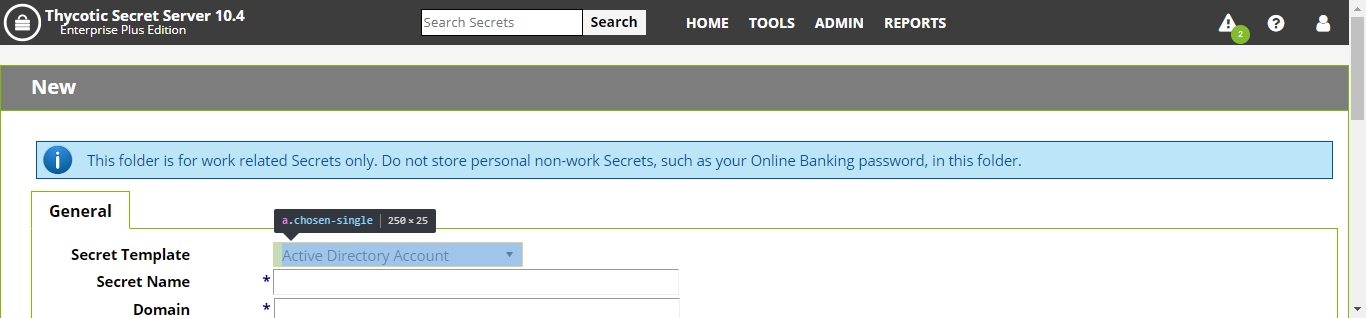 Thycotic Secret Server 10.4
Enterprise Plus Edition
Search Secrets Search HOME TOOLS ADMIN REPORTS 2
New
This folder is for work related Secrets only. Do not store personal non-work Secrets, such as your Online Banking password, in this folder.
General
a.chosen-single 250 × 25
Secret Template Active Directory Account
Secret Name *
Domain *